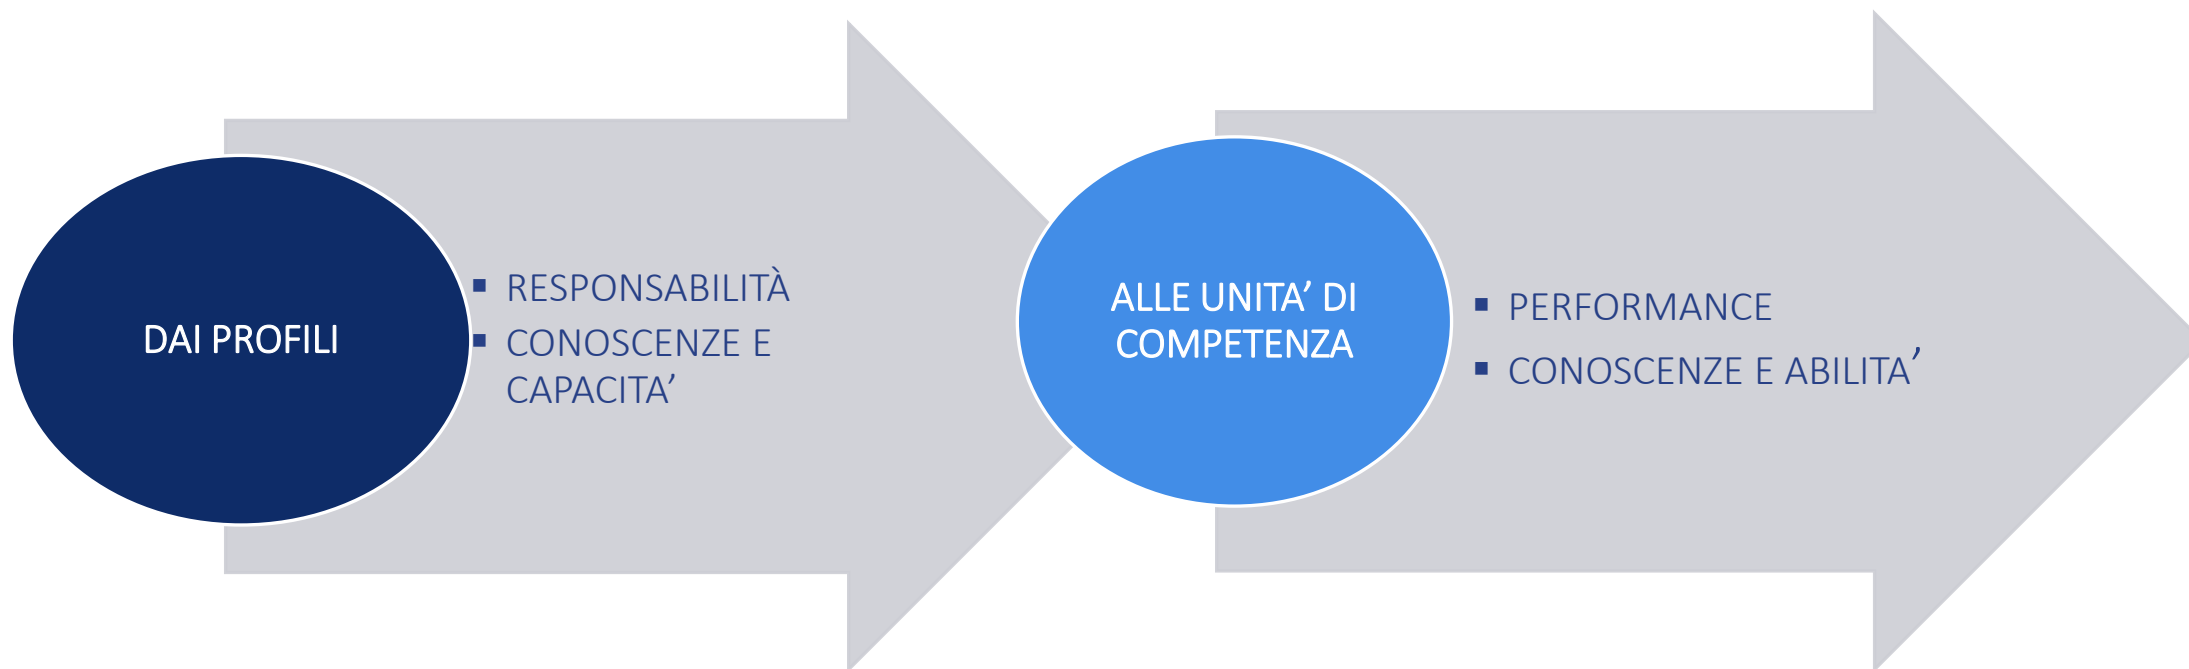 DAI PROFILI
▪ RESPONSABILITÀ
▪ CONOSCENZE E
CAPACITA’
ALLE UNITA’ DI
COMPETENZA
▪ PERFORMANCE
▪ CONOSCENZE E ABILITA’